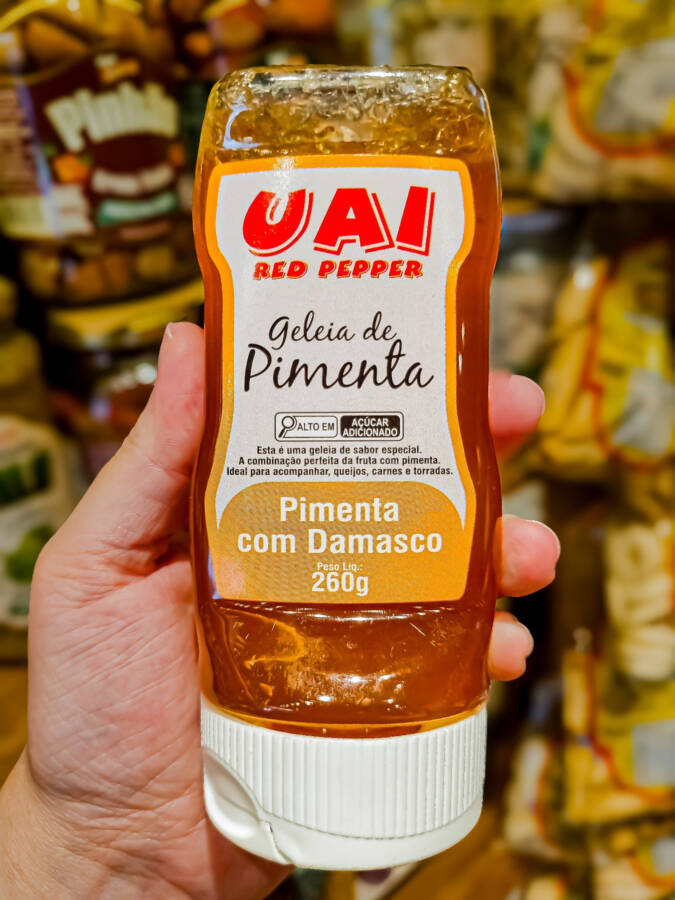 UAI
RED PEPPER
Geleia de
Pimenta
ALTO EM AÇÚCAR
ADICIONADO
Esta é uma geleia de sabor especial.
A combinação perfeita da fruta com pimenta.
Ideal para acompanhar, queijos, carnes e torradas.
Pimenta
com Damasco
Peso Liq.:
260g